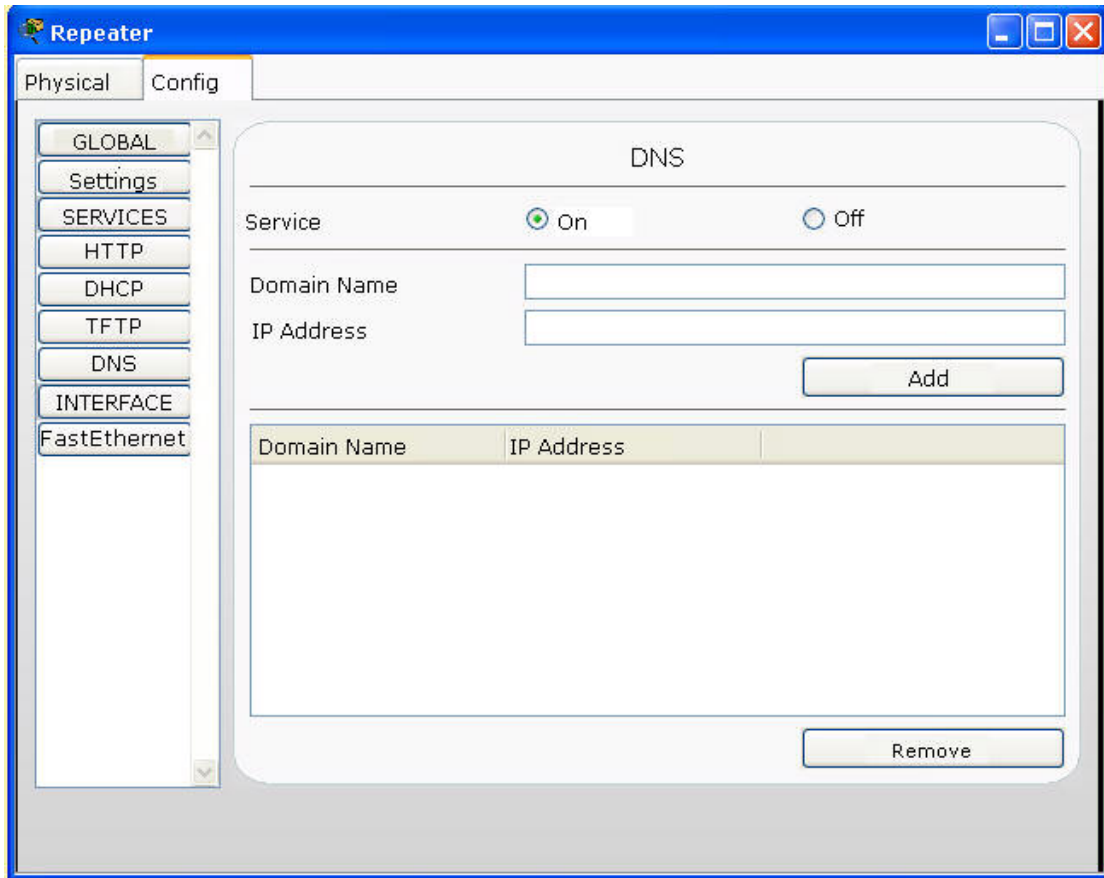 Repeater
Physical Config
GLOBAL
Settings
SERVICES
HTTP
DHCP
TFTP
DNS
INTERFACE
FastEthernet
DNS
Service On Off
Domain Name
IP Address
Add
Domain Name IP Address
Remove